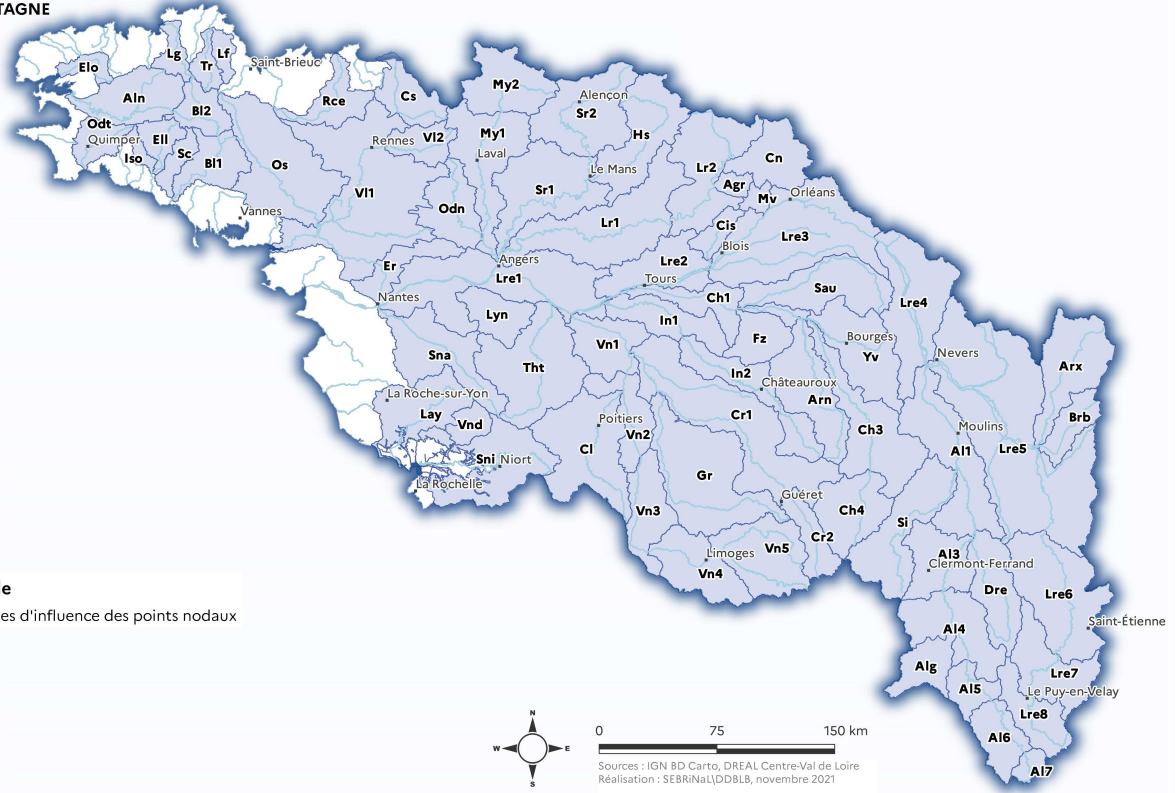 TAGNE
Lg
Lf
Tr
Saint-Brieuc
Elo
Aln
Bl2
Rce
Cs
My2
Alençon
Sr2
Odt
Quimper
Ell
Iso
Sc
Bl1
Os
Rennes
Vl2
My1
Laval
Hs
Le Mans
Lr2
Cn
Vl1
Sr1
Agr
Mv
Orléans
Vannes
Odn
Lr1
Cis
Lre3
Blois
Er
Angers
Lre1
Lre2
Tours
Nantes
Ch1
Sau
Lre4
Lyn
In1
Fz
Vn1
Bourges
Yv
Nevers
Sna
Tht
In2
Châteauroux
Arn
Arx
La Roche-sur-Yon
Lay
Vnd
Poitiers
Vn2
Cr1
Ch3
Moulins
Brb
Cl
Al1
Lre5
Sni
Niort
La Rochelle
Gr
Guéret
Vn3
Ch4
Si
Cr2
Limoges
Vn5
Vn4
Al3
Clermont-Ferrand
Dre
Lre6
Saint-Étienne
Al4
Alg
Al5
Lre7
Le Puy-en-Velay
Lre8
Al6
Al7
le
es d'influence des points nodaux
N
W
E
S
0 75 150 km
Sources : IGN BD Carto, DREAL Centre-Val de Loire
Réalisation : SEBRiNaL\DDBLB, novembre 2021